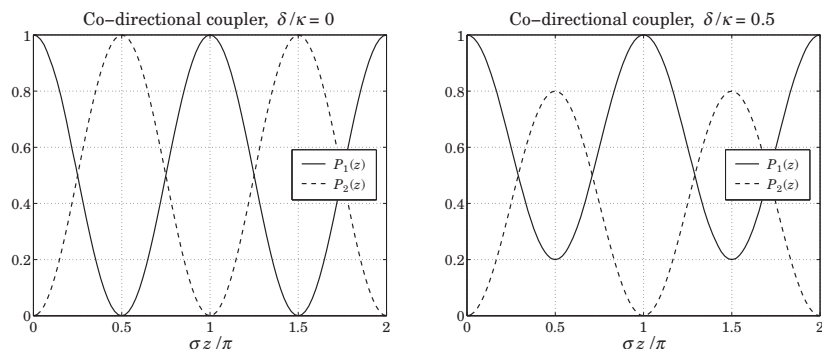 Co-directional coupler, δ/κ = 0
1
0.8
0.6
0.4
0.2
0
0 0.5 1 1.5 2
σz/π
P₁(z)
P₂(z)
Co-directional coupler, δ/κ = 0.5
1
0.8
0.6
0.4
0.2
0
0 0.5 1 1.5 2
σz/π
P₁(z)
P₂(z)